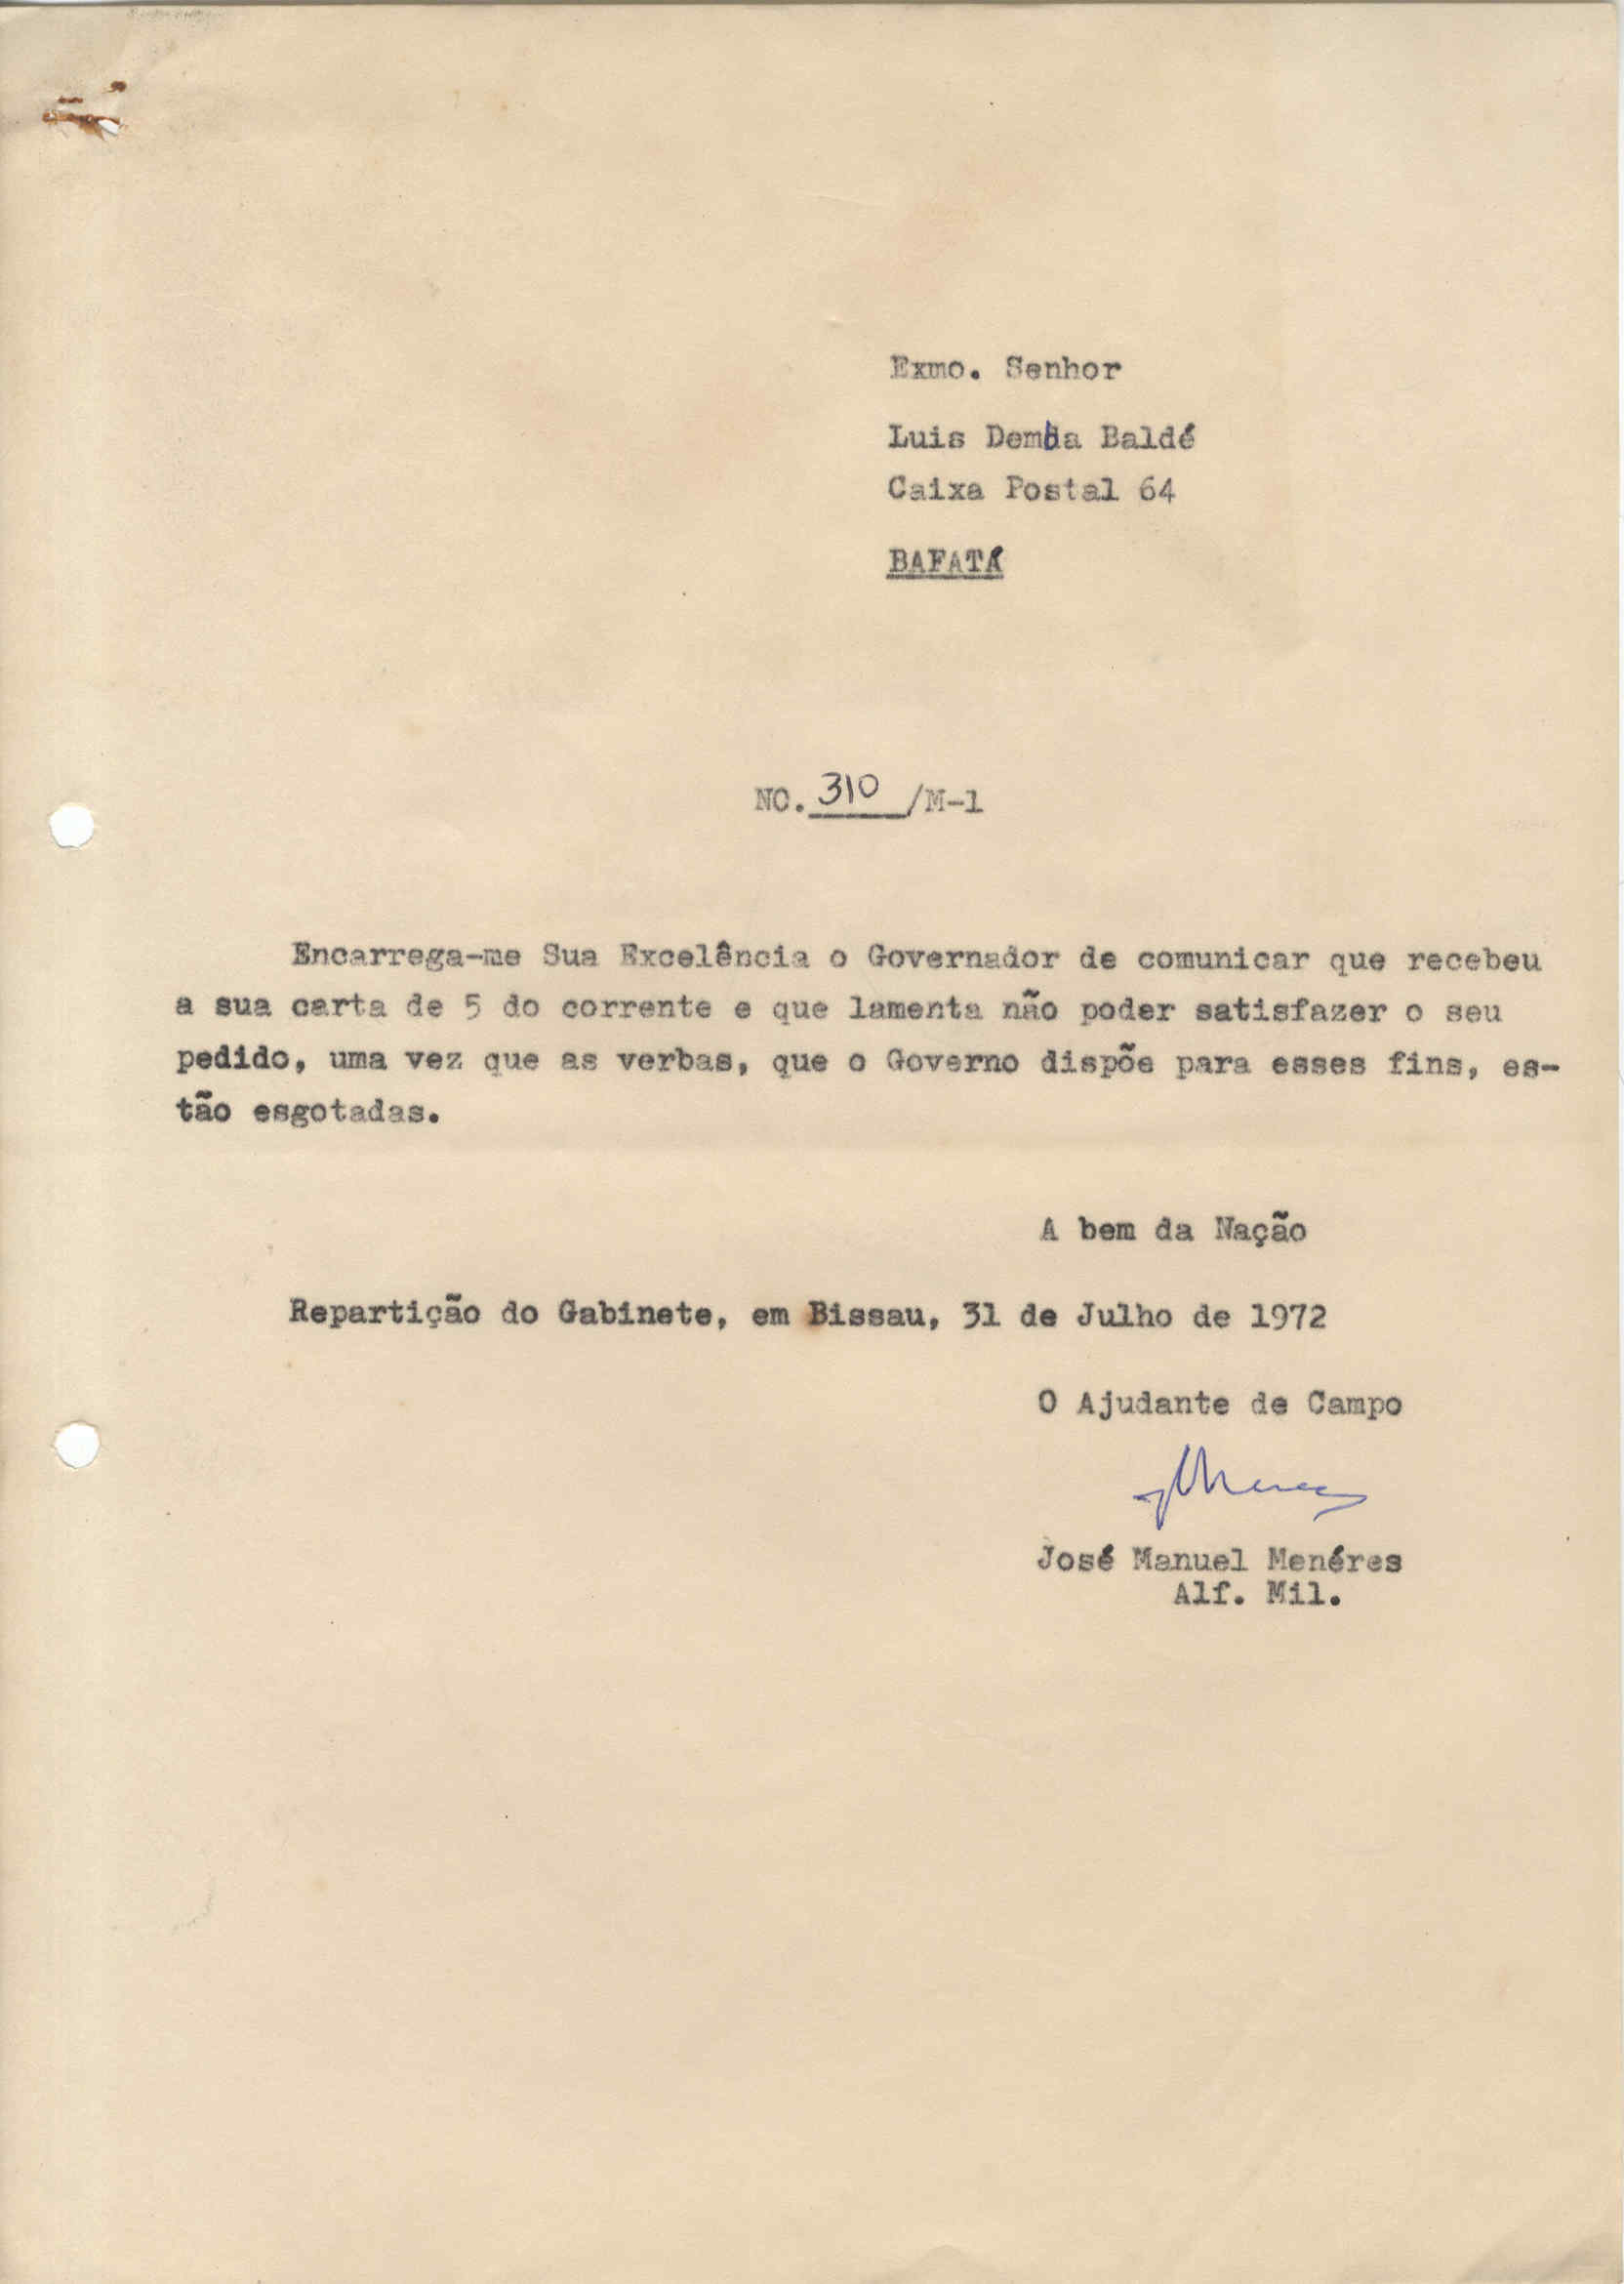 Exmo. Senhor
Luis Demba Baldé
Caixa Postal 64
BAFATÁ
NO. 310 /M-1
Encarrega-me Sua Excelência o Governador de comunicar que recebeu
a sua carta de 5 do corrente e que lamenta não poder satisfazer o seu
pedido, uma vez que as verbas, que o Governo dispõe para esses fins, es-
tão esgotadas.
A bem da Nação
Repartição do Gabinete, em Bissau, 31 de Julho de 1972
O Ajudante de Campo
José Manuel Menéres
Alf. Mil.